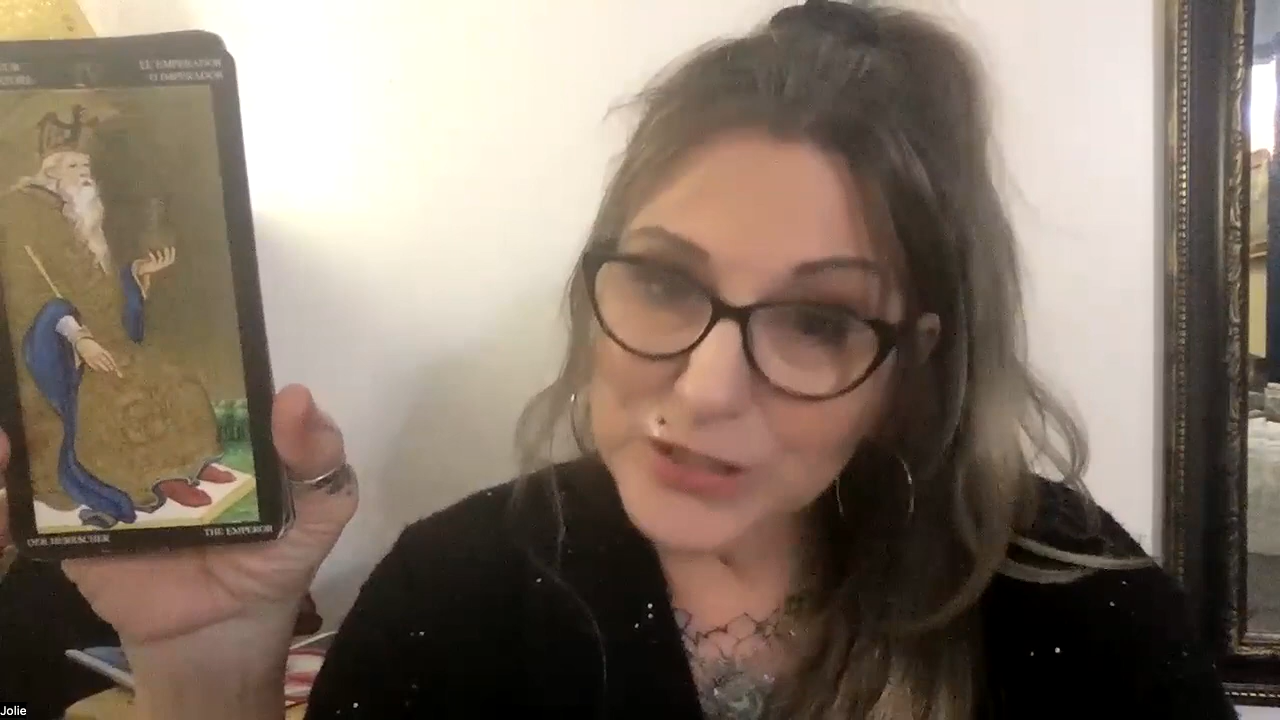 EL EMPERADOR
O IMPERADOR
DER HERRSCHER
THE EMPEROR
Jolie